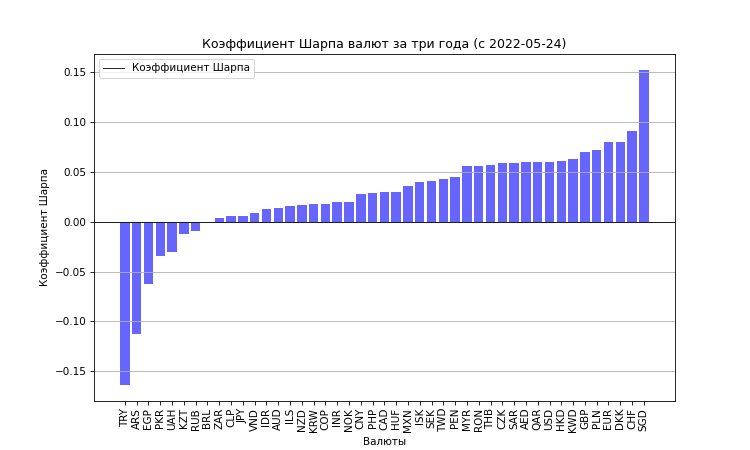 Коэффициент Шарпа валют за три года (с 2022-05-24)
Коэффициент Шарпа
0.15
0.10
0.05
0.00
−0.05
−0.10
−0.15
Коэффициент Шарпа
TRY ARS EGP PKR UAH KZT RUB BRL ZAR CLP JPY VND IDR AUD ILS NZD KRW COP INR NOK CNY PHP CAD HUF MXN ISK SEK TWD PEN MYR RON THB CZK SAR AED QAR USD HKD KWD GBP PLN EUR DKK CHF SGD
Валюты